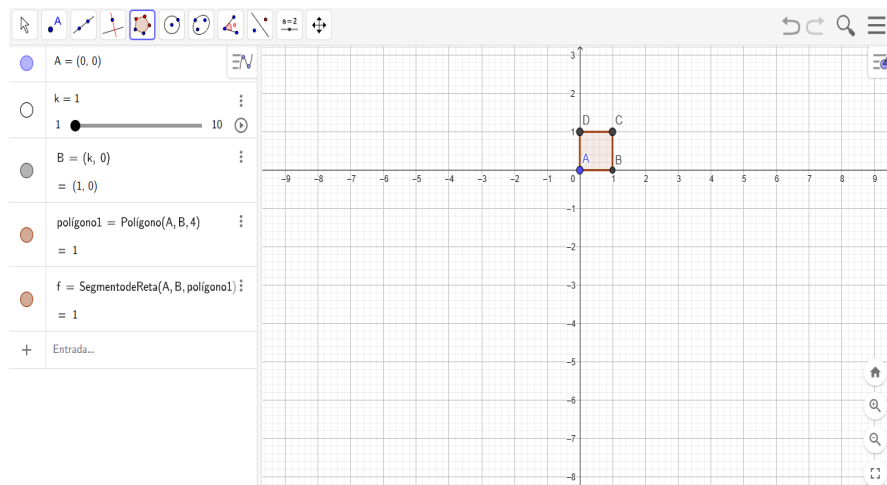 A
a=2
A = (0, 0)
k = 1
1 10
B = (k, 0)
= (1, 0)
polígono1 = Polígono(A, B, 4)
= 1
f = SegmentodeReta(A, B, polígono1)
= 1
+ Entrada...
3
2
D C
1
A B
−9 −8 −7 −6 −5 −4 −3 −2 −1 0 1 2 3 4 5 6 7 8 9
−1
−2
−3
−4
−5
−6
−7
−8